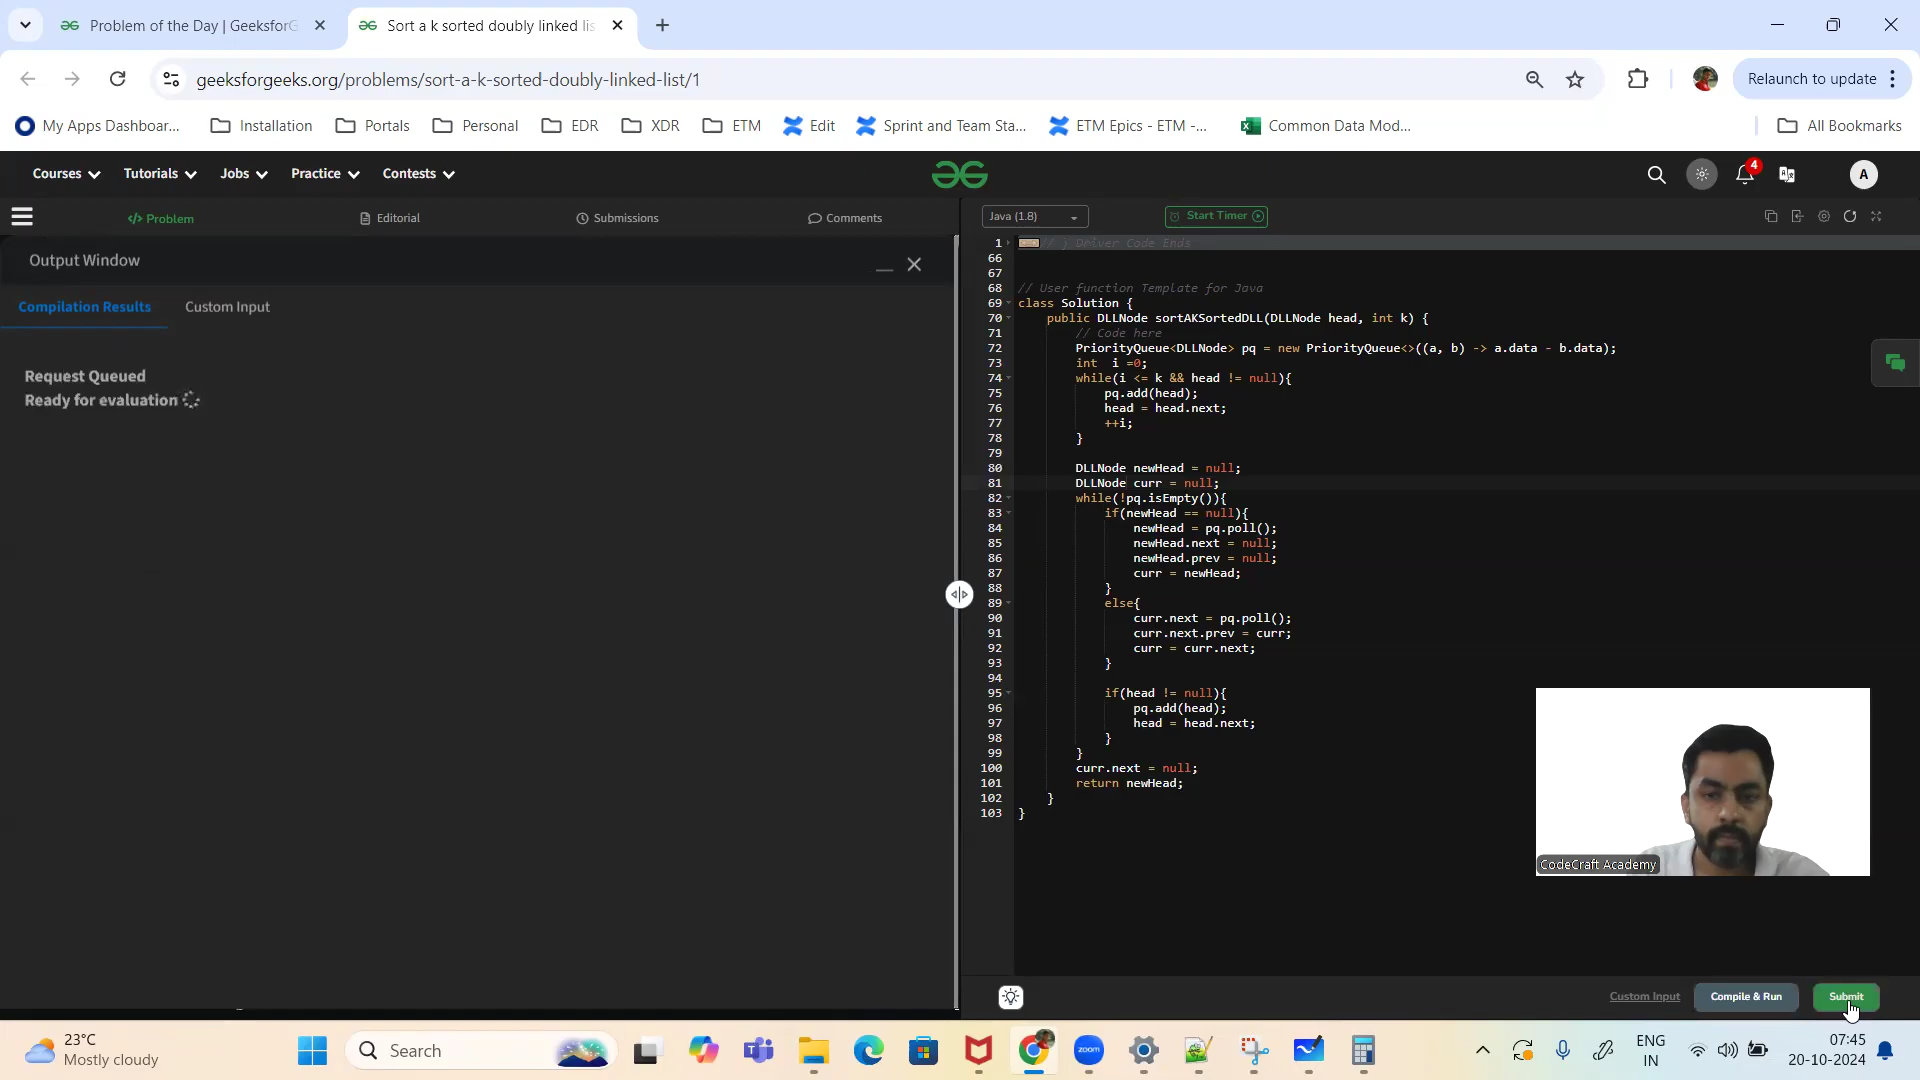 Problem of the Day | GeeksforG
Sort a k sorted doubly linked lis
geeksforgeeks.org/problems/sort-a-k-sorted-doubly-linked-list/1
Relaunch to update
My Apps Dashboar...
Installation
Portals
Personal
EDR
XDR
ETM
Edit
Sprint and Team Sta...
ETM Epics - ETM -...
Common Data Mod...
All Bookmarks
Courses
Tutorials
Jobs
Practice
Contests
4
A
</> Problem
Editorial
Submissions
Comments
Java (1.8)
Start Timer
Output Window
Compilation Results
Custom Input
Request Queued
Ready for evaluation
1 // } Driver Code Ends
66
67
68 // User function Template for Java
69 class Solution {
70 public DLLNode sortAKSortedDLL(DLLNode head, int k) {
71 // Code here
72 PriorityQueue<DLLNode> pq = new PriorityQueue<>((a, b) -> a.data - b.data);
73 int i =0;
74 while(i <= k && head != null){
75 pq.add(head);
76 head = head.next;
77 ++i;
78 }
79
80 DLLNode newHead = null;
81 DLLNode curr = null;
82 while(!pq.isEmpty()){
83 if(newHead == null){
84 newHead = pq.poll();
85 newHead.next = null;
86 newHead.prev = null;
87 curr = newHead;
88 }
89 else{
90 curr.next = pq.poll();
91 curr.next.prev = curr;
92 curr = curr.next;
93 }
94
95 if(head != null){
96 pq.add(head);
97 head = head.next;
98 }
99 }
100 curr.next = null;
101 return newHead;
102 }
103 }
CodeCraft Academy
Custom Input
Compile & Run
Submit
23°C
Mostly cloudy
Search
zoom
ENG
IN
07:45
20-10-2024